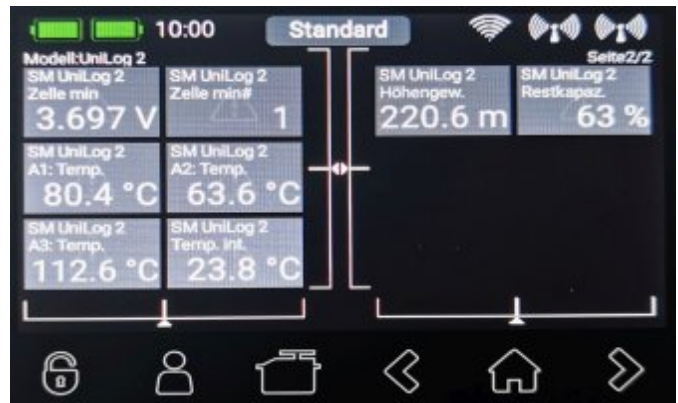 10:00 Standard
Modell:UniLog 2 Seite2/2
SM UniLog 2
Zelle min
3.697 V
SM UniLog 2
Zelle min#
1
SM UniLog 2
Höhengew.
220.6 m
SM UniLog 2
Restkapaz.
63 %
SM UniLog 2
A1: Temp.
80.4 °C
SM UniLog 2
A2: Temp.
63.6 °C
SM UniLog 2
A3: Temp.
112.6 °C
SM UniLog 2
Temp. int.
23.8 °C